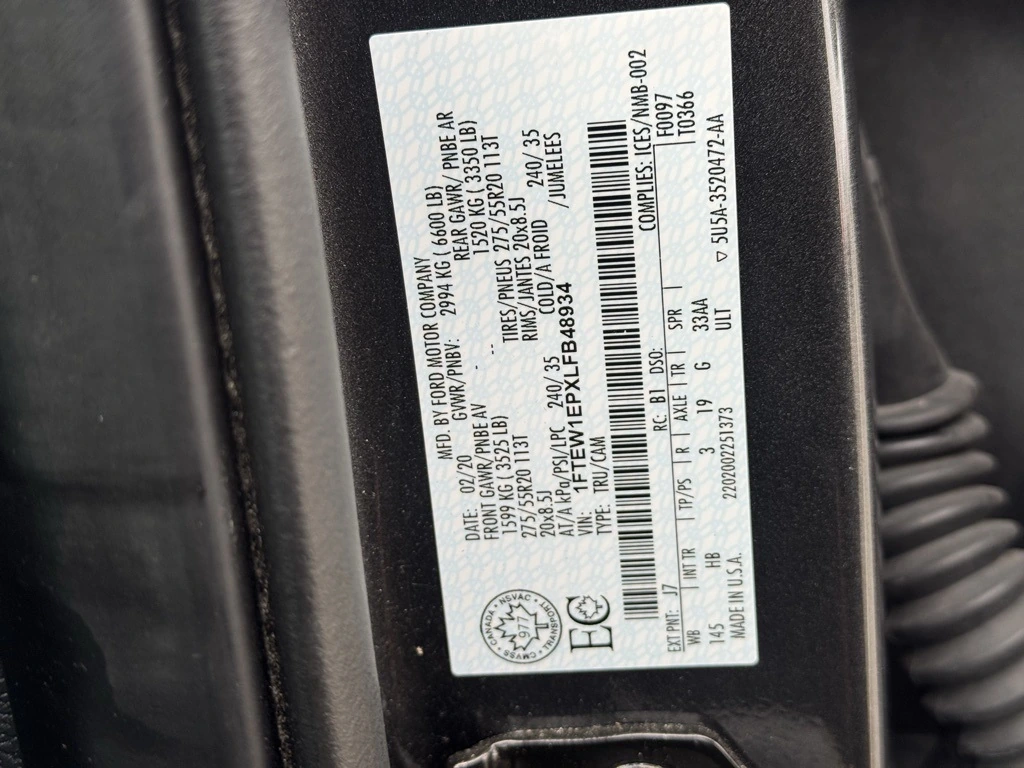 MFD. BY FORD MOTOR COMPANY
DATE: 02/20 GVWR/PNBV: 2994 KG ( 6600 LB)
FRONT GAWR/PNBE AV REAR GAWR/ PNBE AR
1599 KG ( 3525 LB) 1520 KG ( 3350 LB)
275/55R20 113T TIRES/PNEUS 275/55R20 113T
20x8.5J RIMS/JANTES 20x8.5J
AT/A kPa/PSI/LPC 240/ 35 COLD/A FROID 240/ 35
VIN: 1FTEW1EPXLFB48934 /JUMELEES
TYPE: TRU/CAM
CANADA • NSVAC • TRANSPORT • CMVSS •
977
EC
COMPLIES: ICES/NMB-002
EXT PNT: J7 RC: B1 DSO: F0097
WB INT TR TP/PS R AXLE TR SPR T0366
145 HB 3 19 G 33AA
ULT
MADE IN U.S.A. 2202002251373 ▽ 5U5A-3520472-AA